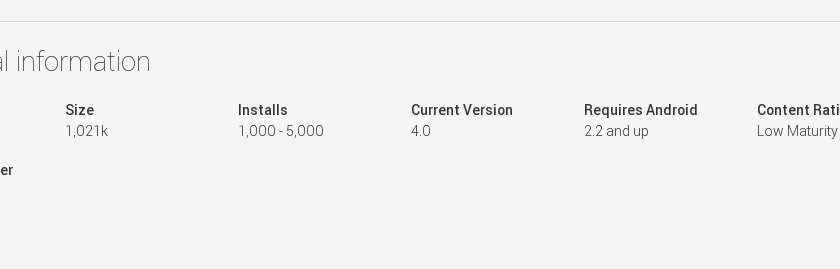 al information
Size Installs Current Version Requires Android Content Rati
1,021k 1,000 - 5,000 4.0 2.2 and up Low Maturity
er